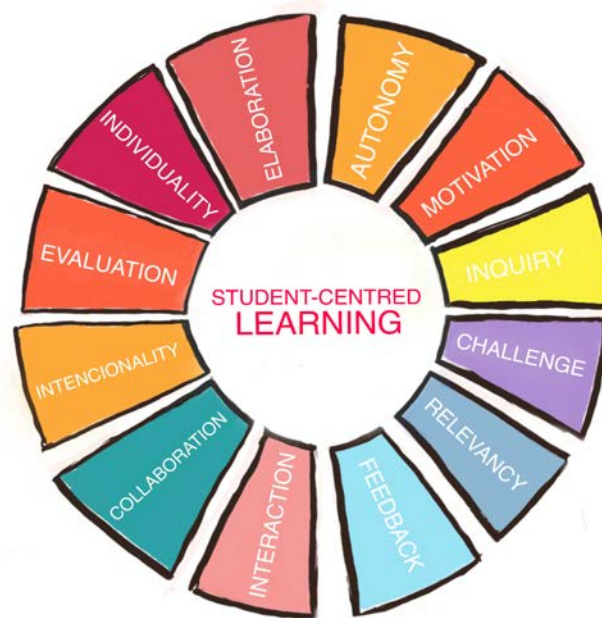 STUDENT-CENTRED
LEARNING
AUTONOMY
MOTIVATION
INQUIRY
CHALLENGE
RELEVANCY
FEEDBACK
INTERACTION
COLLABORATION
INTENCIONALITY
EVALUATION
INDIVIDUALITY
ELABORATION